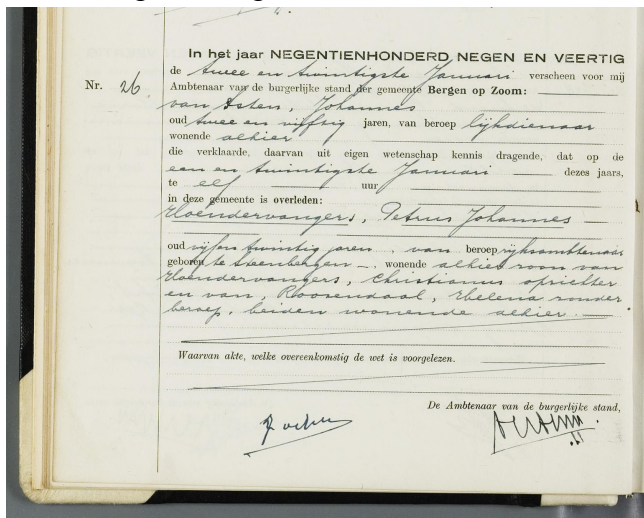 In het jaar NEGENTIENHONDERD NEGEN EN VEERTIG
de twee en twintigste Januari verscheen voor mij
Nr. 26. Ambtenaar van de burgerlijke stand der gemeente Bergen op Zoom:
van Asten, Johannes
oud twee en vijftig jaren, van beroep lijkdienaar
wonende alhier
die verklaarde, daarvan uit eigen wetenschap kennis dragende, dat op de
een en twintigste Januari dezes jaars,
te elf uur
in deze gemeente is overleden:
Hoendervangers, Petrus Johannes
oud vijfentwintig jaren, van beroep rijksambtenaar
geboren te Steenbergen, wonende alhier zoon van
Hoendervangers, Christianus oprichter
en van, Roosendaal, Helena zonder
beroep, beiden wonende alhier.
Waarvan akte, welke overeenkomstig de wet is voorgelezen.
De Ambtenaar van de burgerlijke stand,